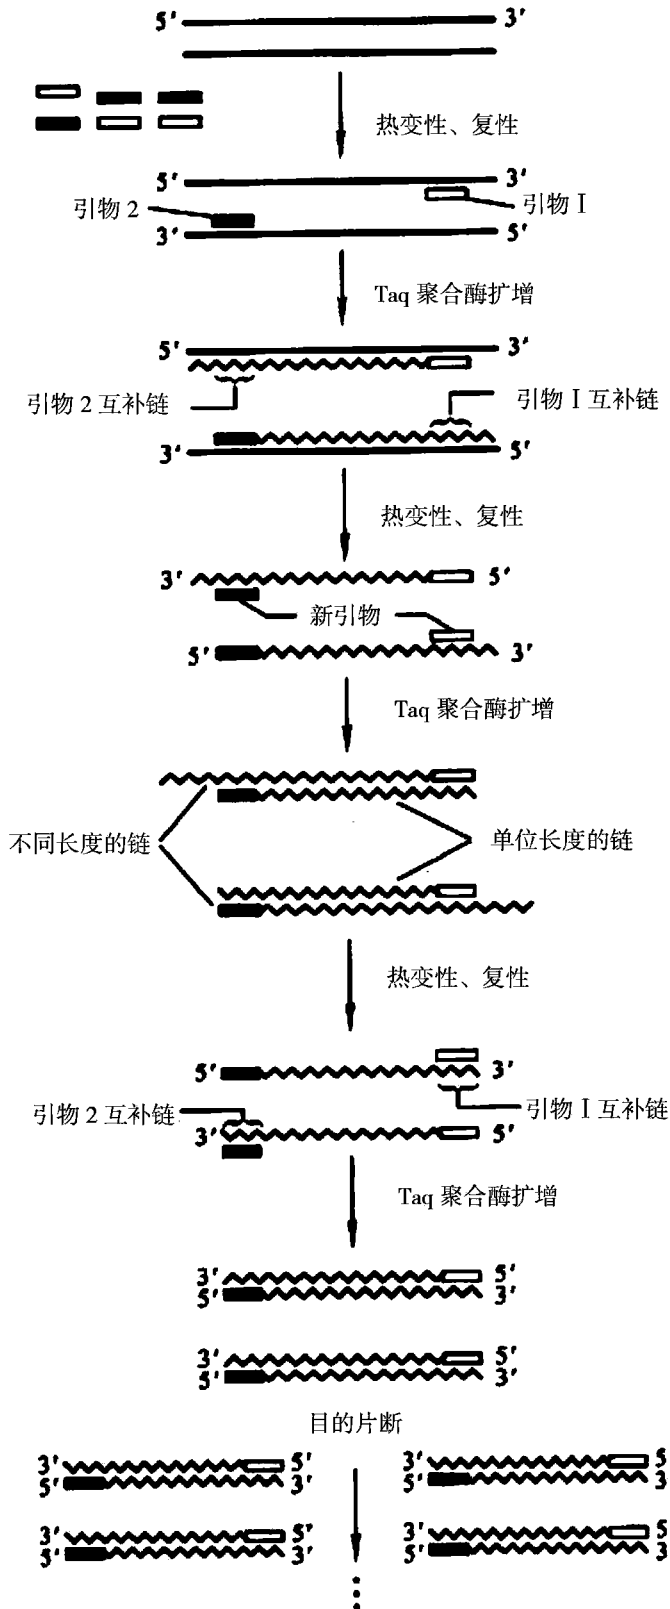 5′ 3′
热变性、复性
5′ 3′
引物 2 引物 Ⅰ
3′ 5′
Taq 聚合酶扩增
5′ 3′
引物 2 互补链 引物 Ⅰ 互补链
3′ 5′
热变性、复性
3′ 5′
新引物
5′ 3′
Taq 聚合酶扩增
不同长度的链 单位长度的链
热变性、复性
5′ 3′
引物 2 互补链 引物 Ⅰ 互补链
3′ 5′
Taq 聚合酶扩增
3′ 5′
5′ 3′
3′ 5′
5′ 3′
目的片断
3′ 5′ 3′ 5
5′ 3′ 5′ 3
3′ 5′ 3′ 5
5′ 3′ 5′ 3